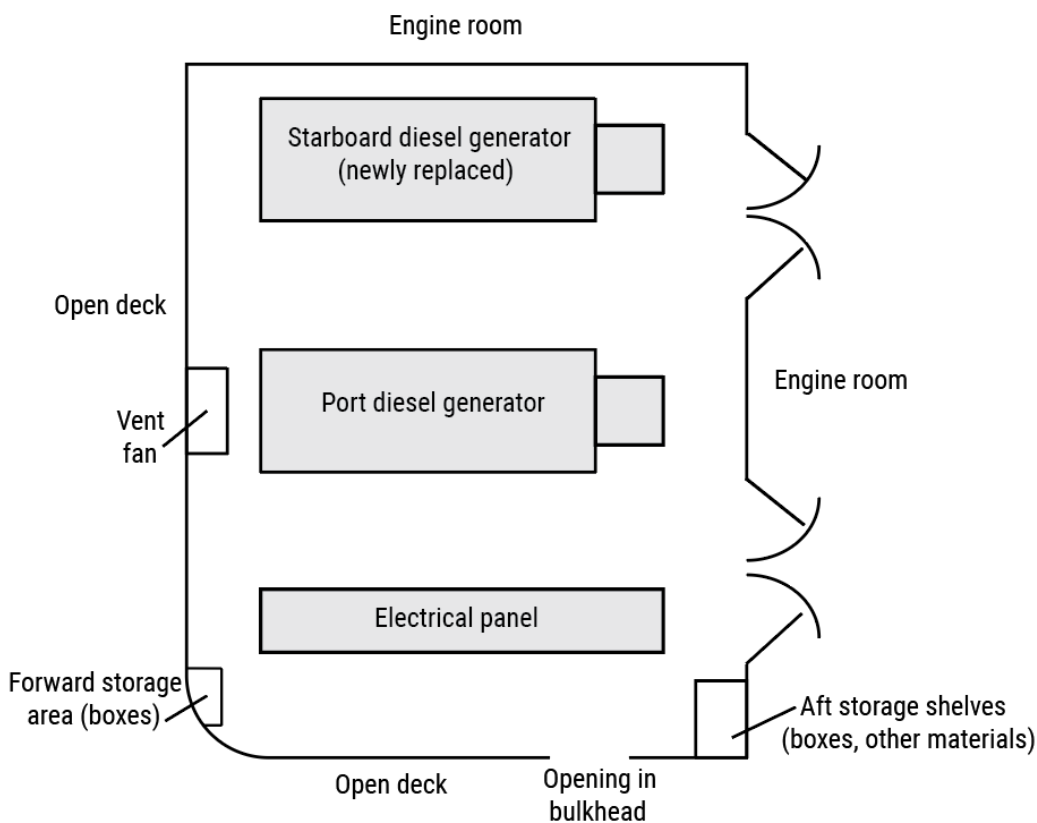 Engine room
Starboard diesel generator
(newly replaced)
Open deck
Port diesel generator
Engine room
Vent
fan
Electrical panel
Forward storage
area (boxes)
Aft storage shelves
(boxes, other materials)
Open deck
Opening in
bulkhead